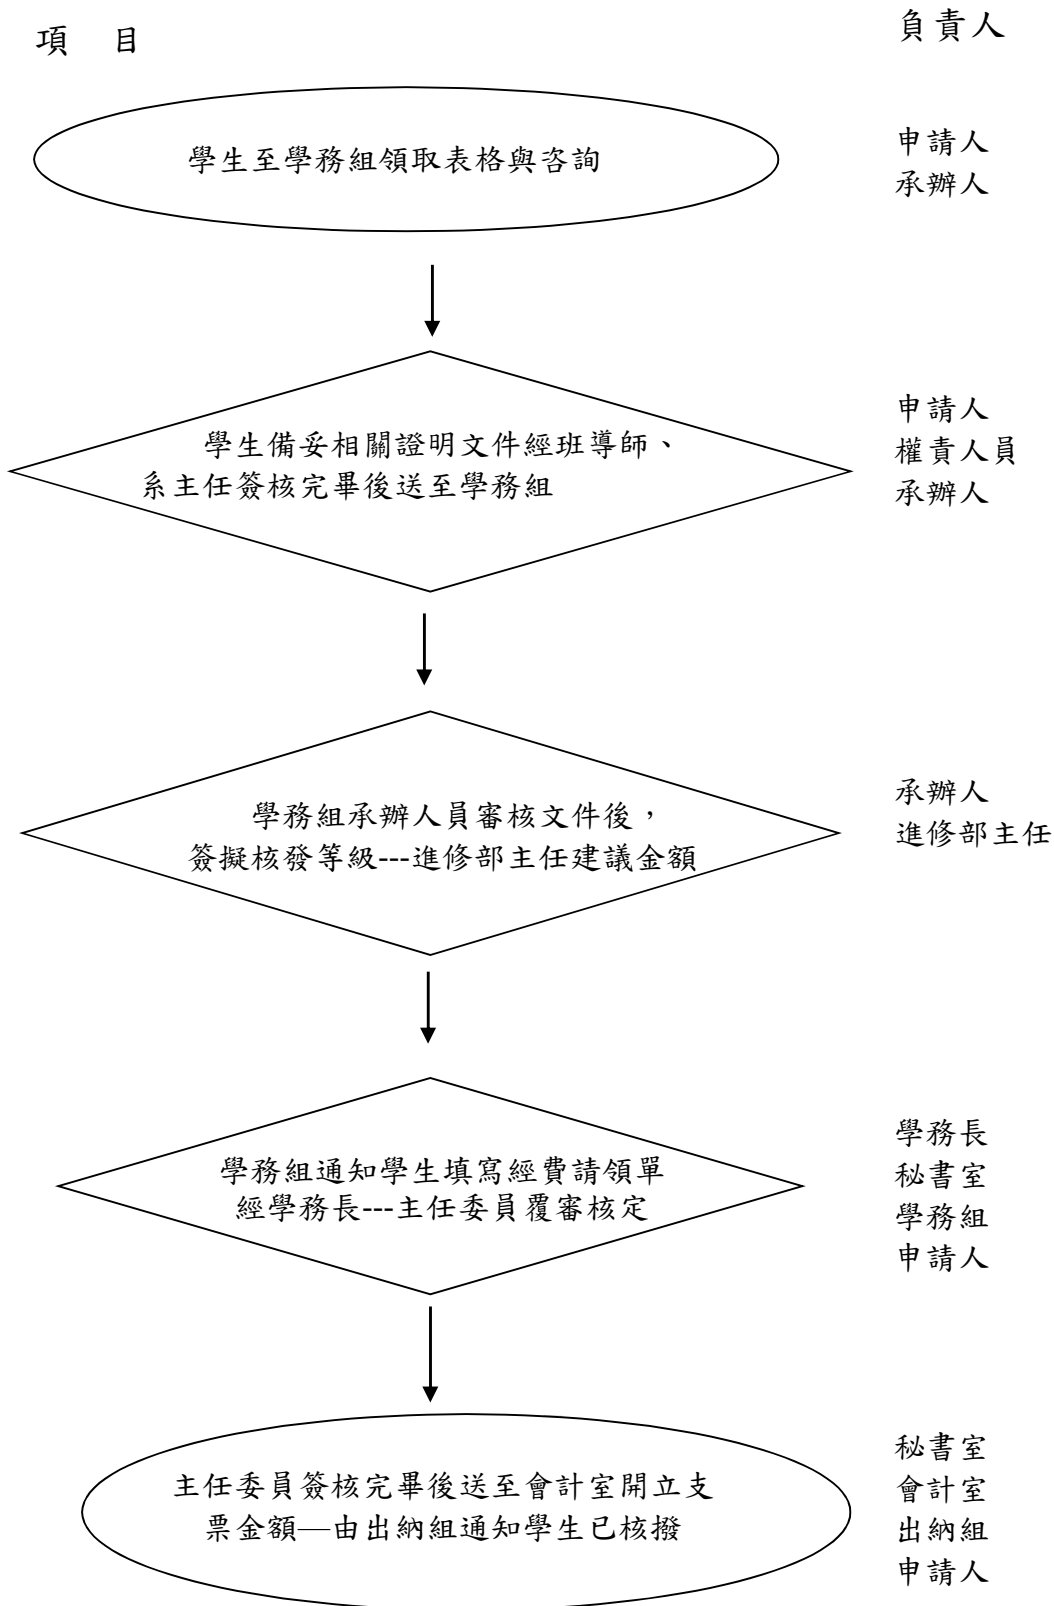 項 目
負責人
學生至學務組領取表格與咨詢
申請人
承辦人
學生備妥相關證明文件經班導師、
系主任簽核完畢後送至學務組
申請人
權責人員
承辦人
學務組承辦人員審核文件後，
簽擬核發等級---進修部主任建議金額
承辦人
進修部主任
學務組通知學生填寫經費請領單
經學務長---主任委員覆審核定
學務長
秘書室
學務組
申請人
主任委員簽核完畢後送至會計室開立支
票金額—由出納組通知學生已核撥
秘書室
會計室
出納組
申請人